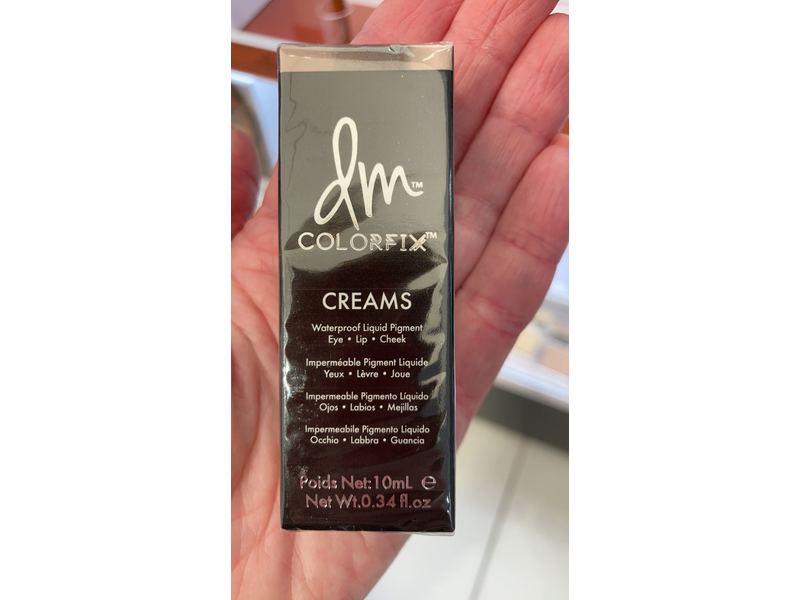 dm™
COLORFIX™
CREAMS
Waterproof Liquid Pigment
Eye • Lip • Cheek
Imperméable Pigment Liquide
Yeux • Lèvre • Joue
Impermeable Pigmento Líquido
Ojos • Labios • Mejillas
Impermeabile Pigmento Liquido
Occhio • Labbra • Guancia
Poids Net:10mL ℮
Net Wt.0.34 fl.oz